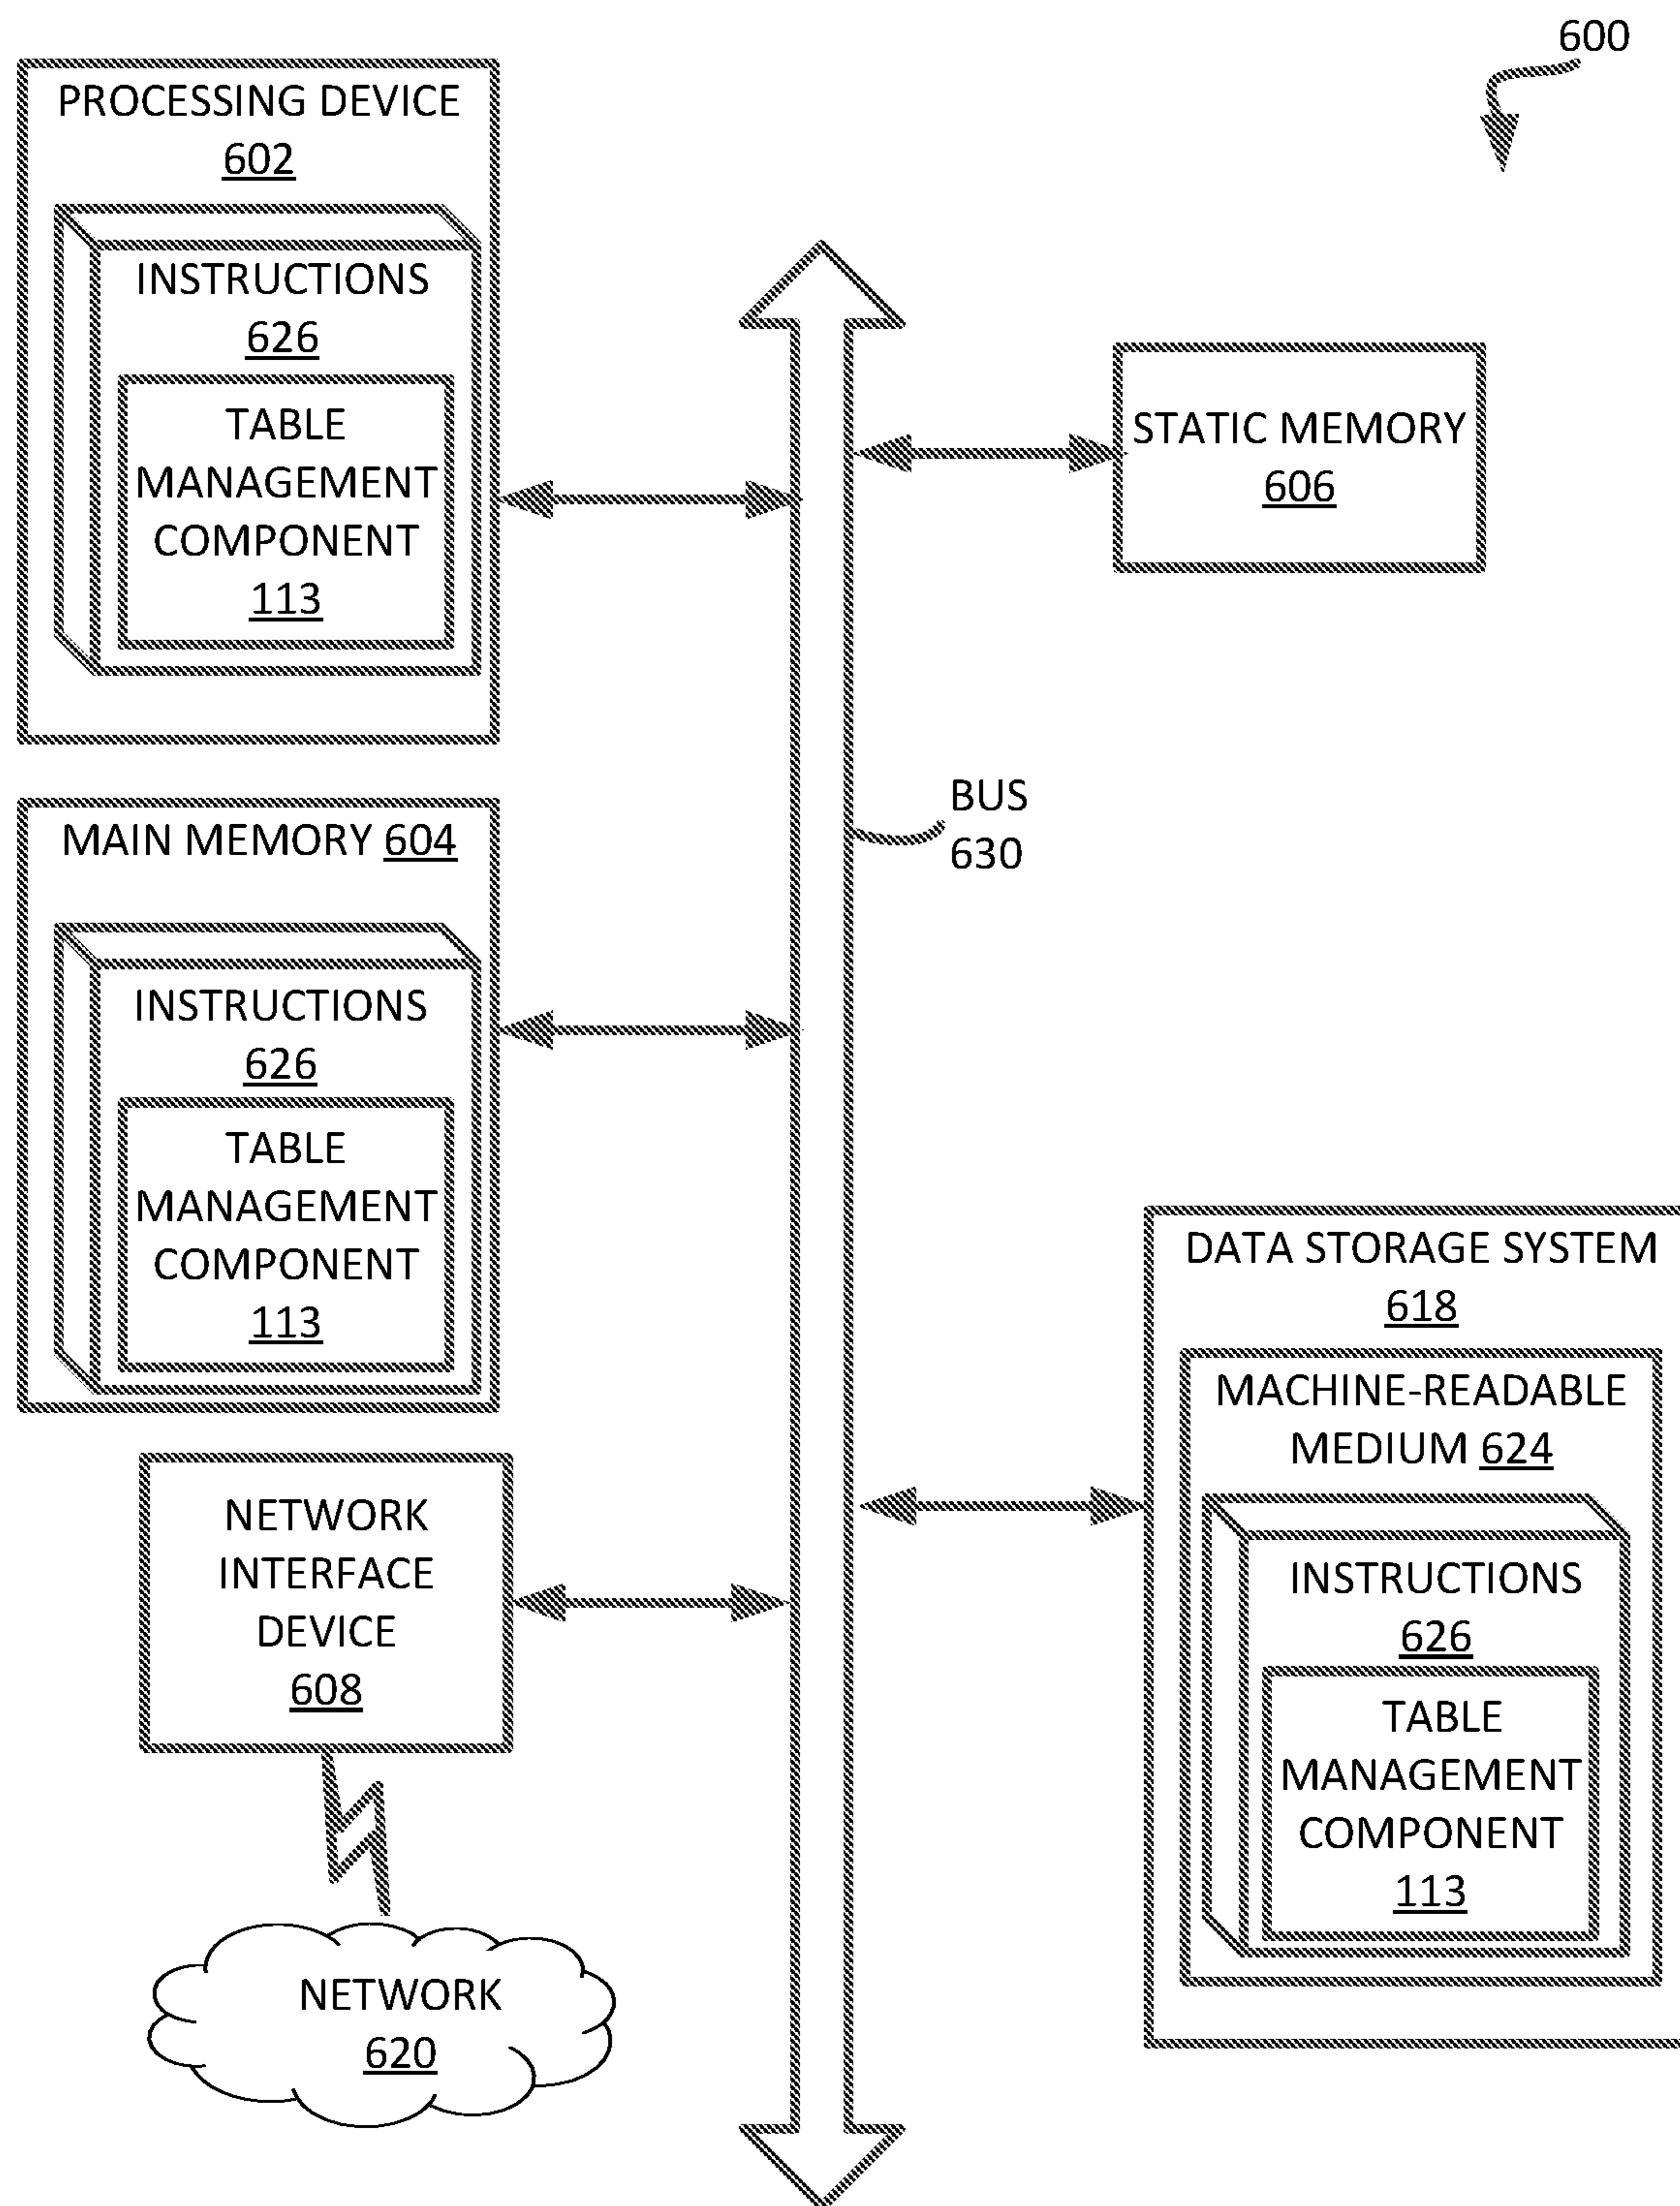 600
PROCESSING DEVICE
602
INSTRUCTIONS
626
TABLE
MANAGEMENT
COMPONENT
113
STATIC MEMORY
606
BUS
630
MAIN MEMORY 604
INSTRUCTIONS
626
TABLE
MANAGEMENT
COMPONENT
113
DATA STORAGE SYSTEM
618
MACHINE-READABLE
MEDIUM 624
INSTRUCTIONS
626
TABLE
MANAGEMENT
COMPONENT
113
NETWORK
INTERFACE
DEVICE
608
NETWORK
620